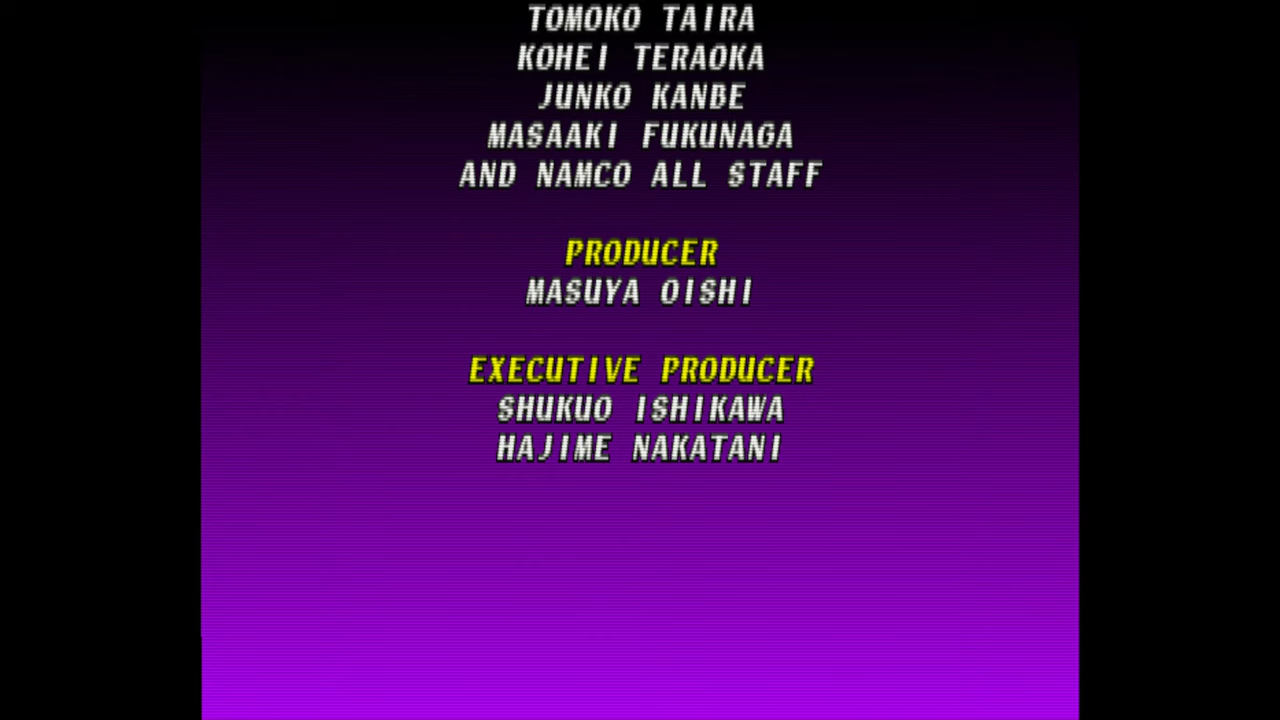 TOMOKO TAIRA
KOHEI TERAOKA
JUNKO KANBE
MASAAKI FUKUNAGA
AND NAMCO ALL STAFF
PRODUCER
MASUYA OISHI
EXECUTIVE PRODUCER
SHUKUO ISHIKAWA
HAJIME NAKATANI